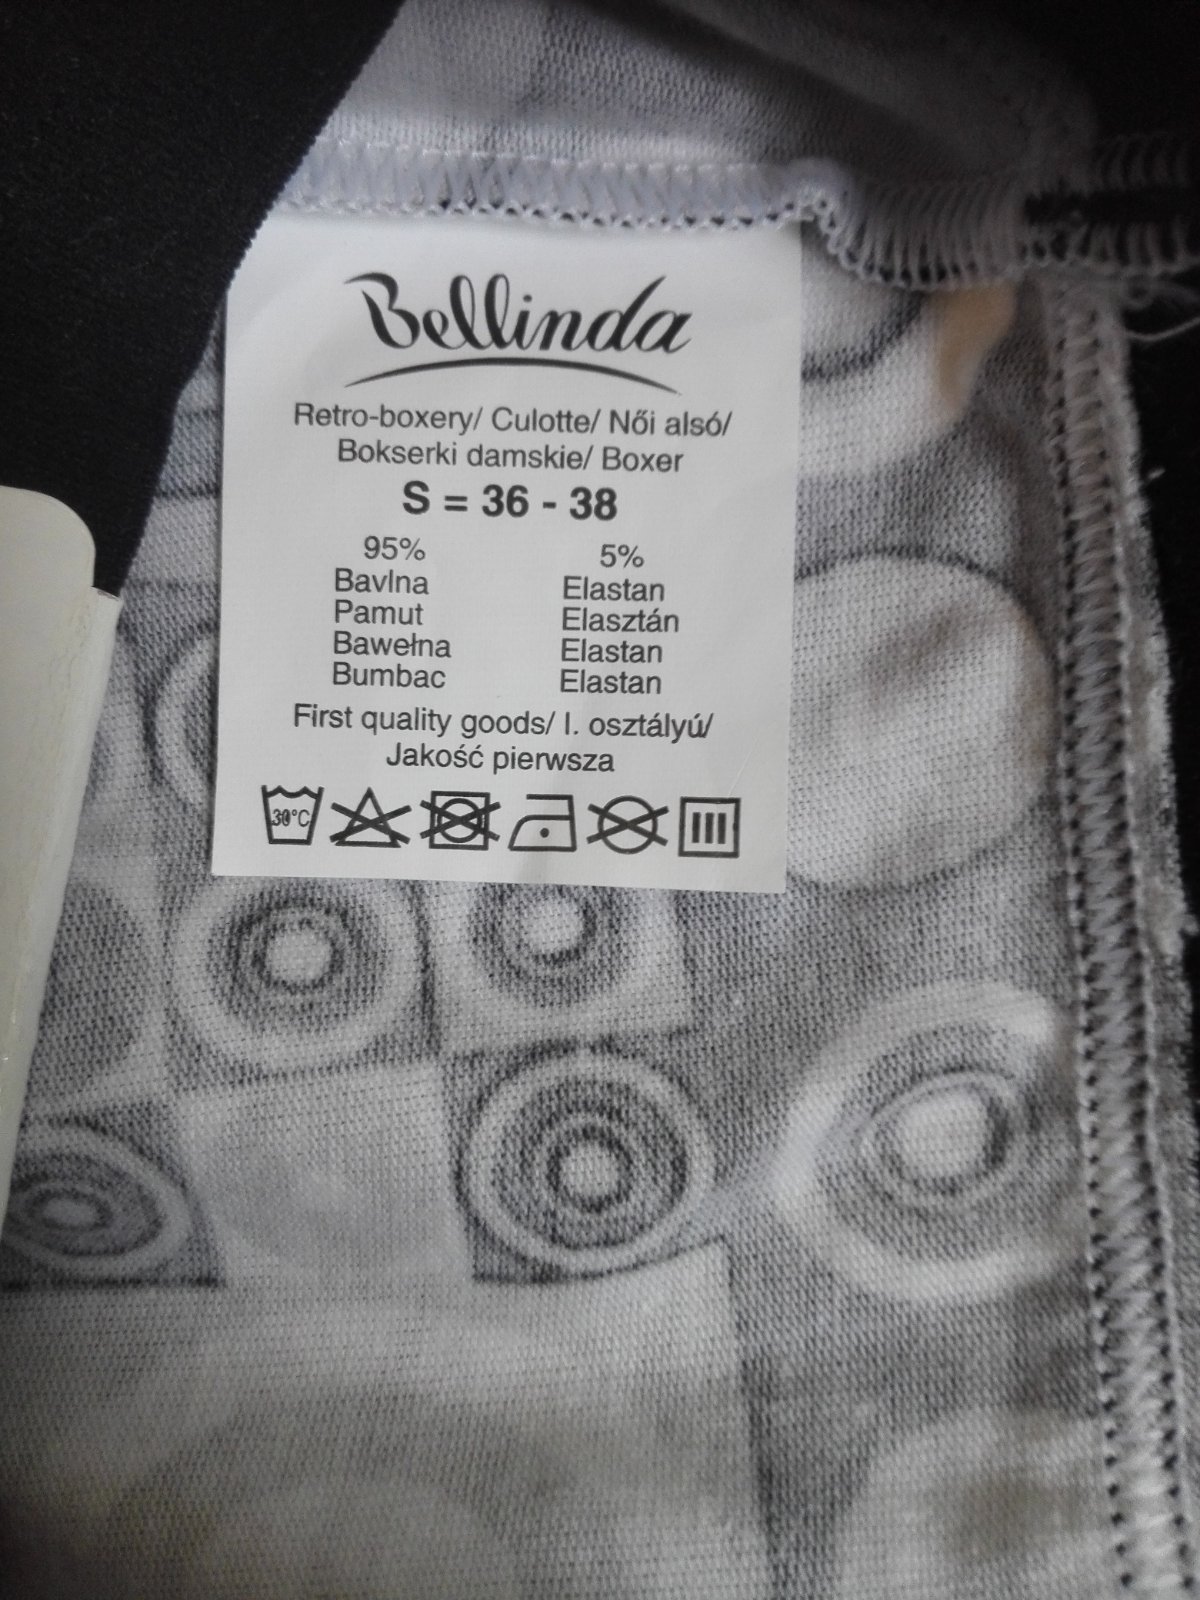 Bellinda
Retro-boxery/ Culotte/ Női alsó/
Bokserki damskie/ Boxer
S = 36 - 38
95% 5%
Bavlna Elastan
Pamut Elasztán
Bawełna Elastan
Bumbac Elastan
First quality goods/ I. osztályú/
Jakość pierwsza
30°C